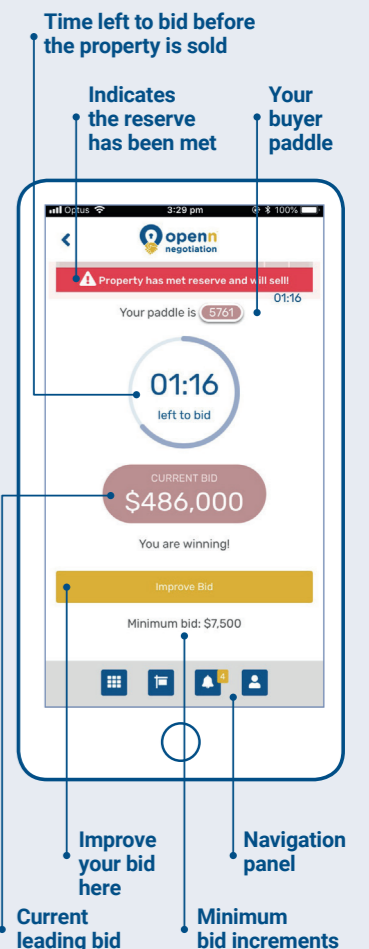 Time left to bid before
the property is sold
Indicates
the reserve
has been met
Your
buyer
paddle
Optus
3:29 pm
100%
openn
negotiation
Property has met reserve and will sell!
01:16
Your paddle is 5761
01:16
left to bid
CURRENT BID
$486,000
You are winning!
Improve Bid
Minimum bid: $7,500
4
Improve
your bid
here
Navigation
panel
Current
leading bid
Minimum
bid increments